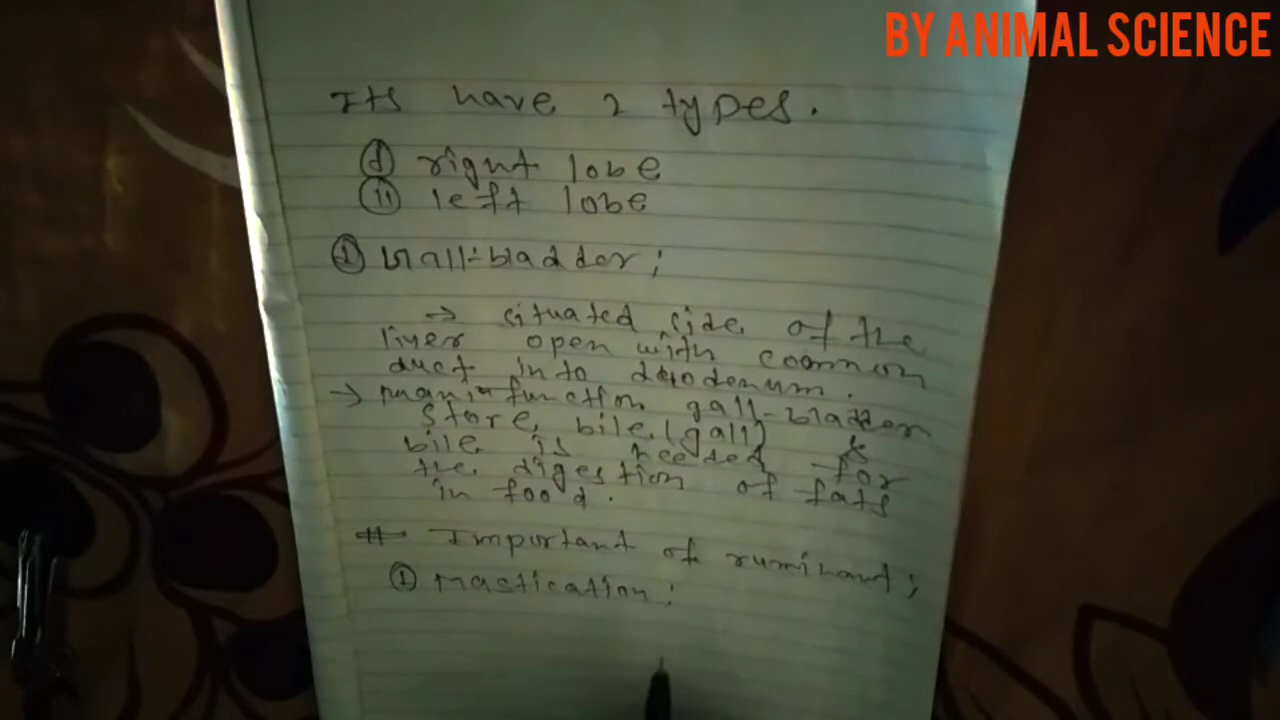 BY ANIMAL SCIENCE
Its have 2 types.
(i) right lobe
(ii) left lobe
(1) Gall-bladder;
→ situated side of the
liver open with common
duct into deodenum.
→ main function gall-bladder
store bile (gall) &
bile is needed for
the digestion of fats
in food.
# Important of ruminant;
(1) Mastication: